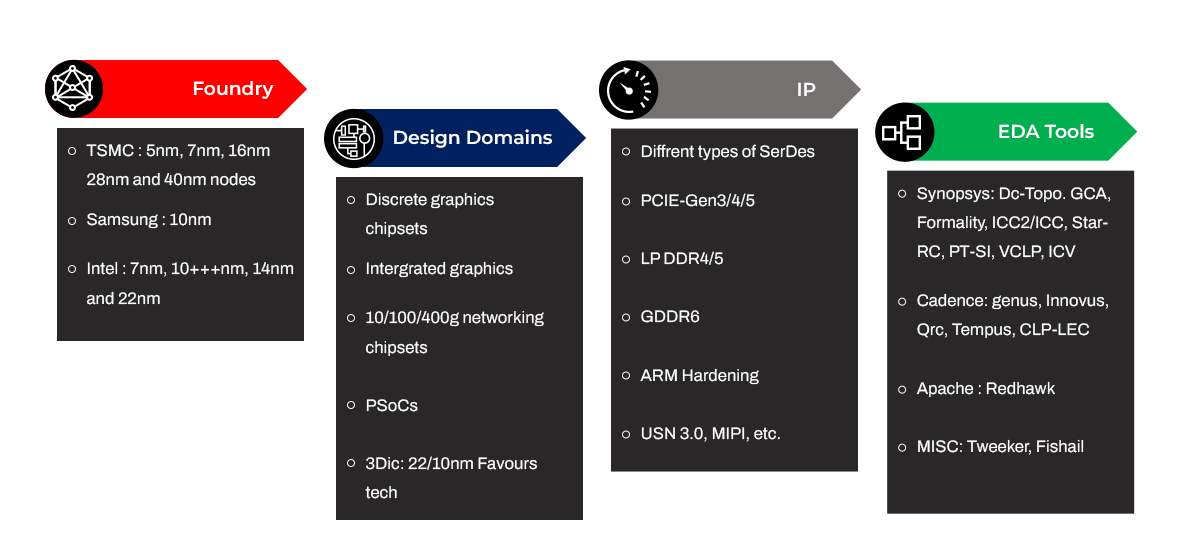 Foundry
TSMC : 5nm, 7nm, 16nm
28nm and 40nm nodes
Samsung : 10nm
Intel : 7nm, 10+++nm, 14nm
and 22nm
Design Domains
Discrete graphics
chipsets
Intergrated graphics
10/100/400g networking
chipsets
PSoCs
3Dic: 22/10nm Favours
tech
IP
Diffrent types of SerDes
PCIE-Gen3/4/5
LP DDR4/5
GDDR6
ARM Hardening
USN 3.0, MIPI, etc.
EDA Tools
Synopsys: Dc-Topo. GCA,
Formality, ICC2/ICC, Star-
RC, PT-SI, VCLP, ICV
Cadence: genus, Innovus,
Qrc, Tempus, CLP-LEC
Apache : Redhawk
MISC: Tweeker, Fishail